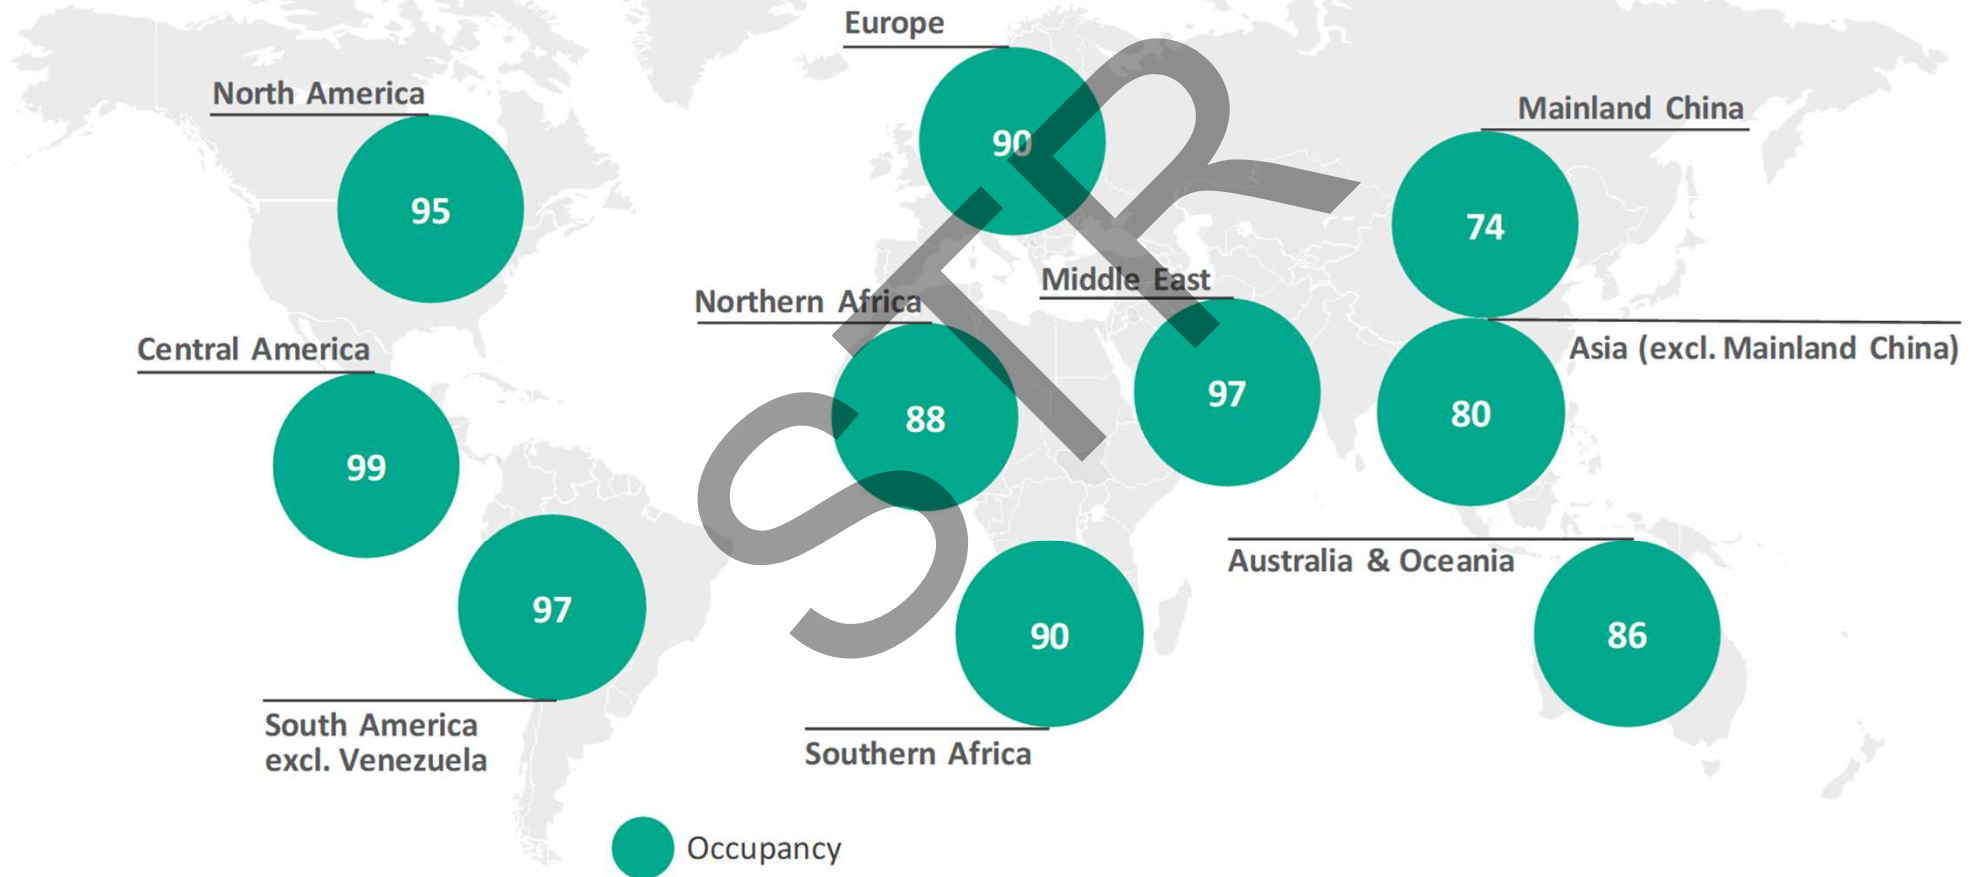 Europe
90
North America
95
Mainland China
74
Middle East
97
Northern Africa
88
Asia (excl. Mainland China)
80
Central America
99
Australia & Oceania
86
97
South America
excl. Venezuela
90
Southern Africa
Occupancy
STR